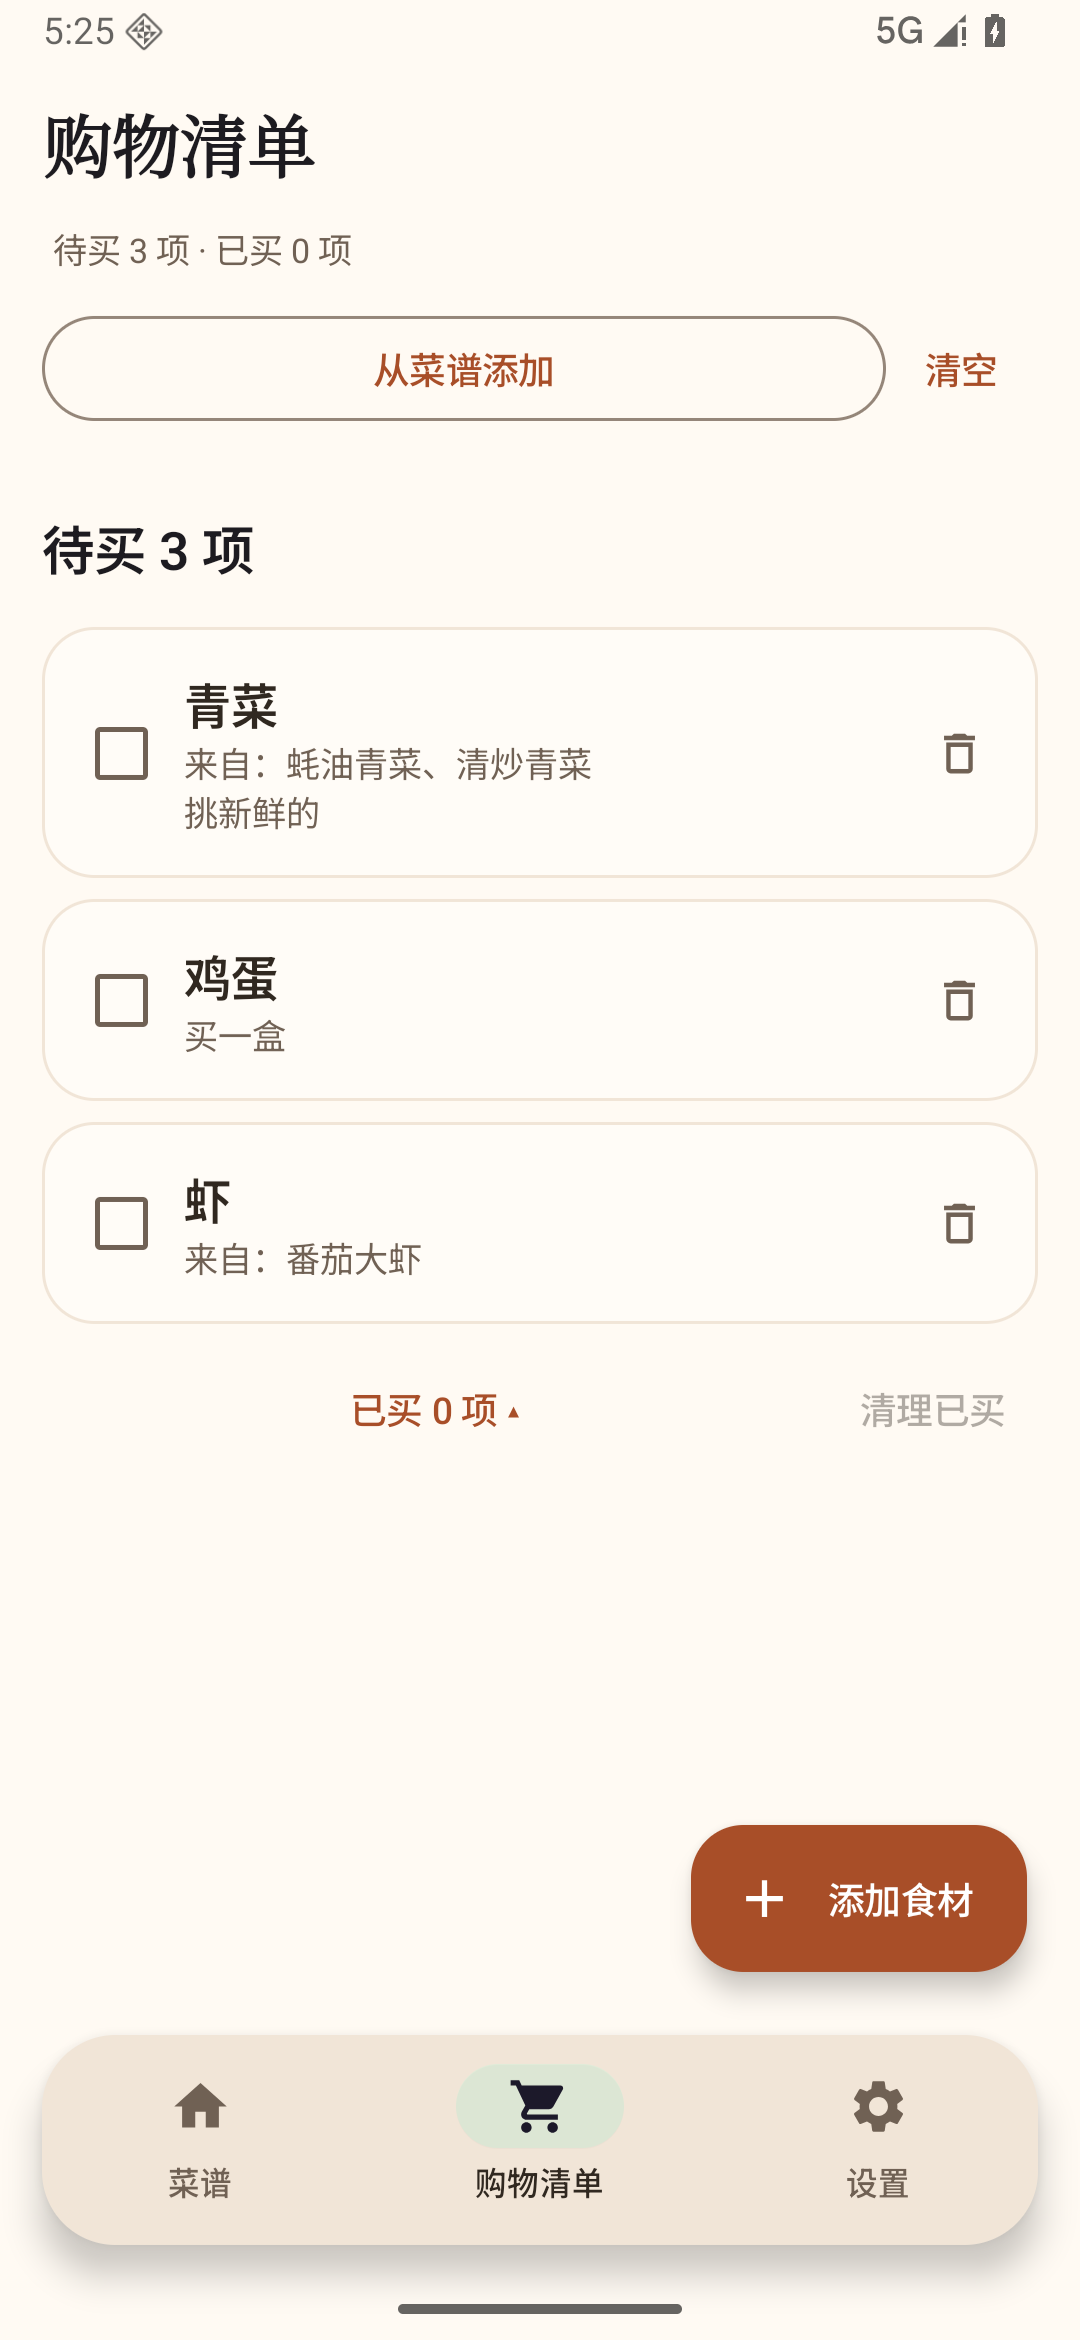 5:25
5G
购物清单
待买 3 项 · 已买 0 项
从菜谱添加
清空
待买 3 项
青菜
来自：蚝油青菜、清炒青菜
挑新鲜的
鸡蛋
买一盒
虾
来自：番茄大虾
已买 0 项 ▴
清理已买
添加食材
菜谱
购物清单
设置